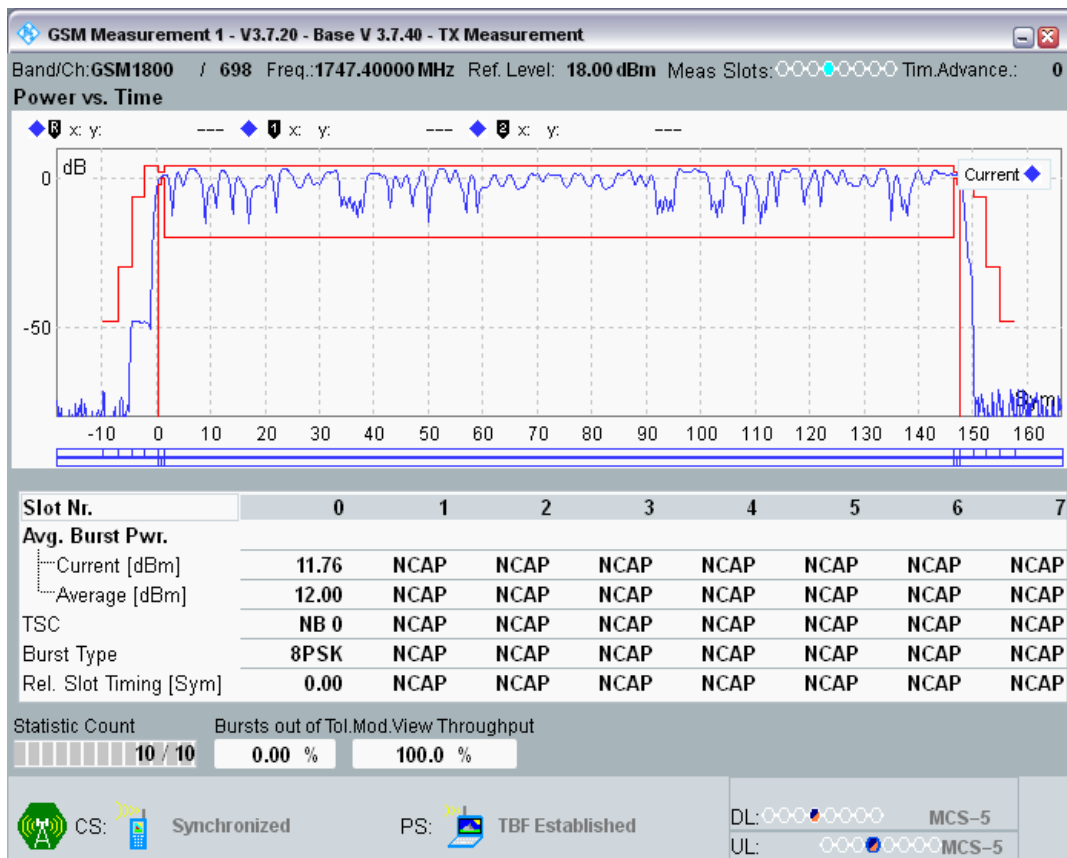 GSM Measurement 1 - V3.7.20 - Base V 3.7.40 - TX Measurement
Band/Ch:GSM1800 / 698 Freq.:1747.40000 MHz Ref. Level: 18.00 dBm Meas Slots: Tim.Advance.: 0
Power vs. Time
R x: y: --- 1 x: y: --- 2 x: y: ---
dB
Current
0
-50
Sym
-10 0 10 20 30 40 50 60 70 80 90 100 110 120 130 140 150 160
Slot Nr. 0 1 2 3 4 5 6 7
Avg. Burst Pwr.
Current [dBm] 11.76 NCAP NCAP NCAP NCAP NCAP NCAP NCAP
Average [dBm] 12.00 NCAP NCAP NCAP NCAP NCAP NCAP NCAP
TSC NB 0 NCAP NCAP NCAP NCAP NCAP NCAP NCAP
Burst Type 8PSK NCAP NCAP NCAP NCAP NCAP NCAP NCAP
Rel. Slot Timing [Sym] 0.00 NCAP NCAP NCAP NCAP NCAP NCAP NCAP
Statistic Count Bursts out of Tol.Mod.View Throughput
10 / 10 0.00 % 100.0 %
CS: Synchronized PS: TBF Established
DL: MCS-5
UL: MCS-5